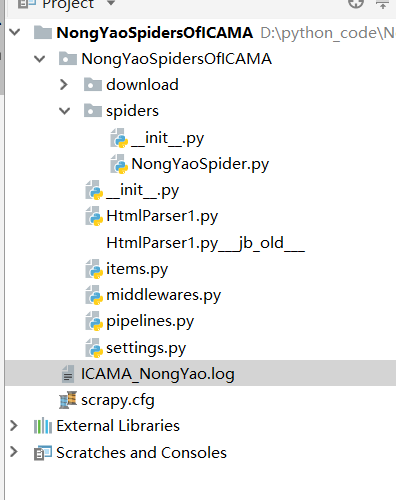 Project
NongYaoSpidersOfICAMA D:\python_code\N
NongYaoSpidersOfICAMA
download
spiders
__init__.py
NongYaoSpider.py
__init__.py
HtmlParser1.py
HtmlParser1.py___jb_old___
items.py
middlewares.py
pipelines.py
settings.py
ICAMA_NongYao.log
scrapy.cfg
External Libraries
Scratches and Consoles